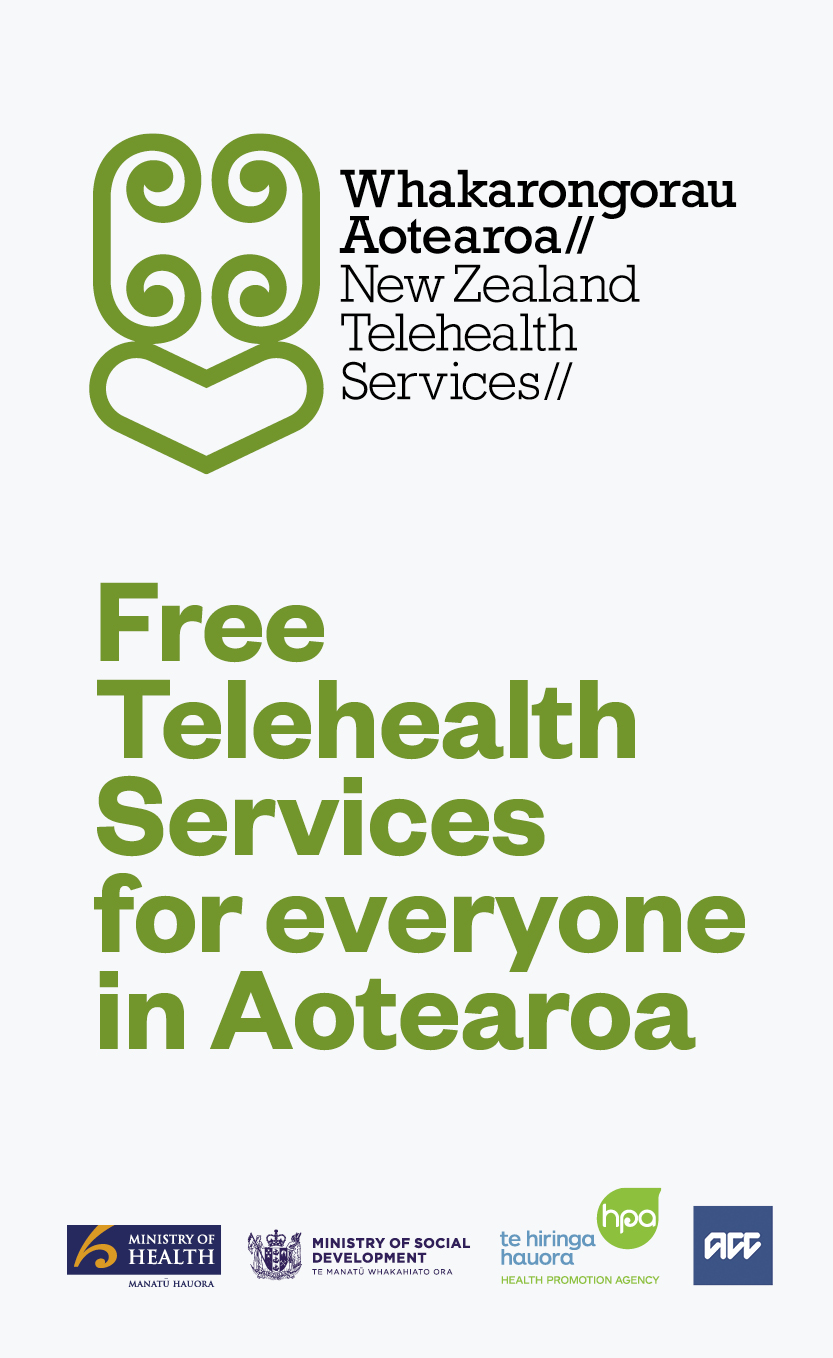 Whakarongorau
Aotearoa//
New Zealand
Telehealth
Services//
Free
Telehealth
Services
for everyone
in Aotearoa
MINISTRY OF
HEALTH
MANATŪ HAUORA
MINISTRY OF SOCIAL
DEVELOPMENT
TE MANATŪ WHAKAHIATO ORA
hpa
te hiringa
hauora
HEALTH PROMOTION AGENCY
acc